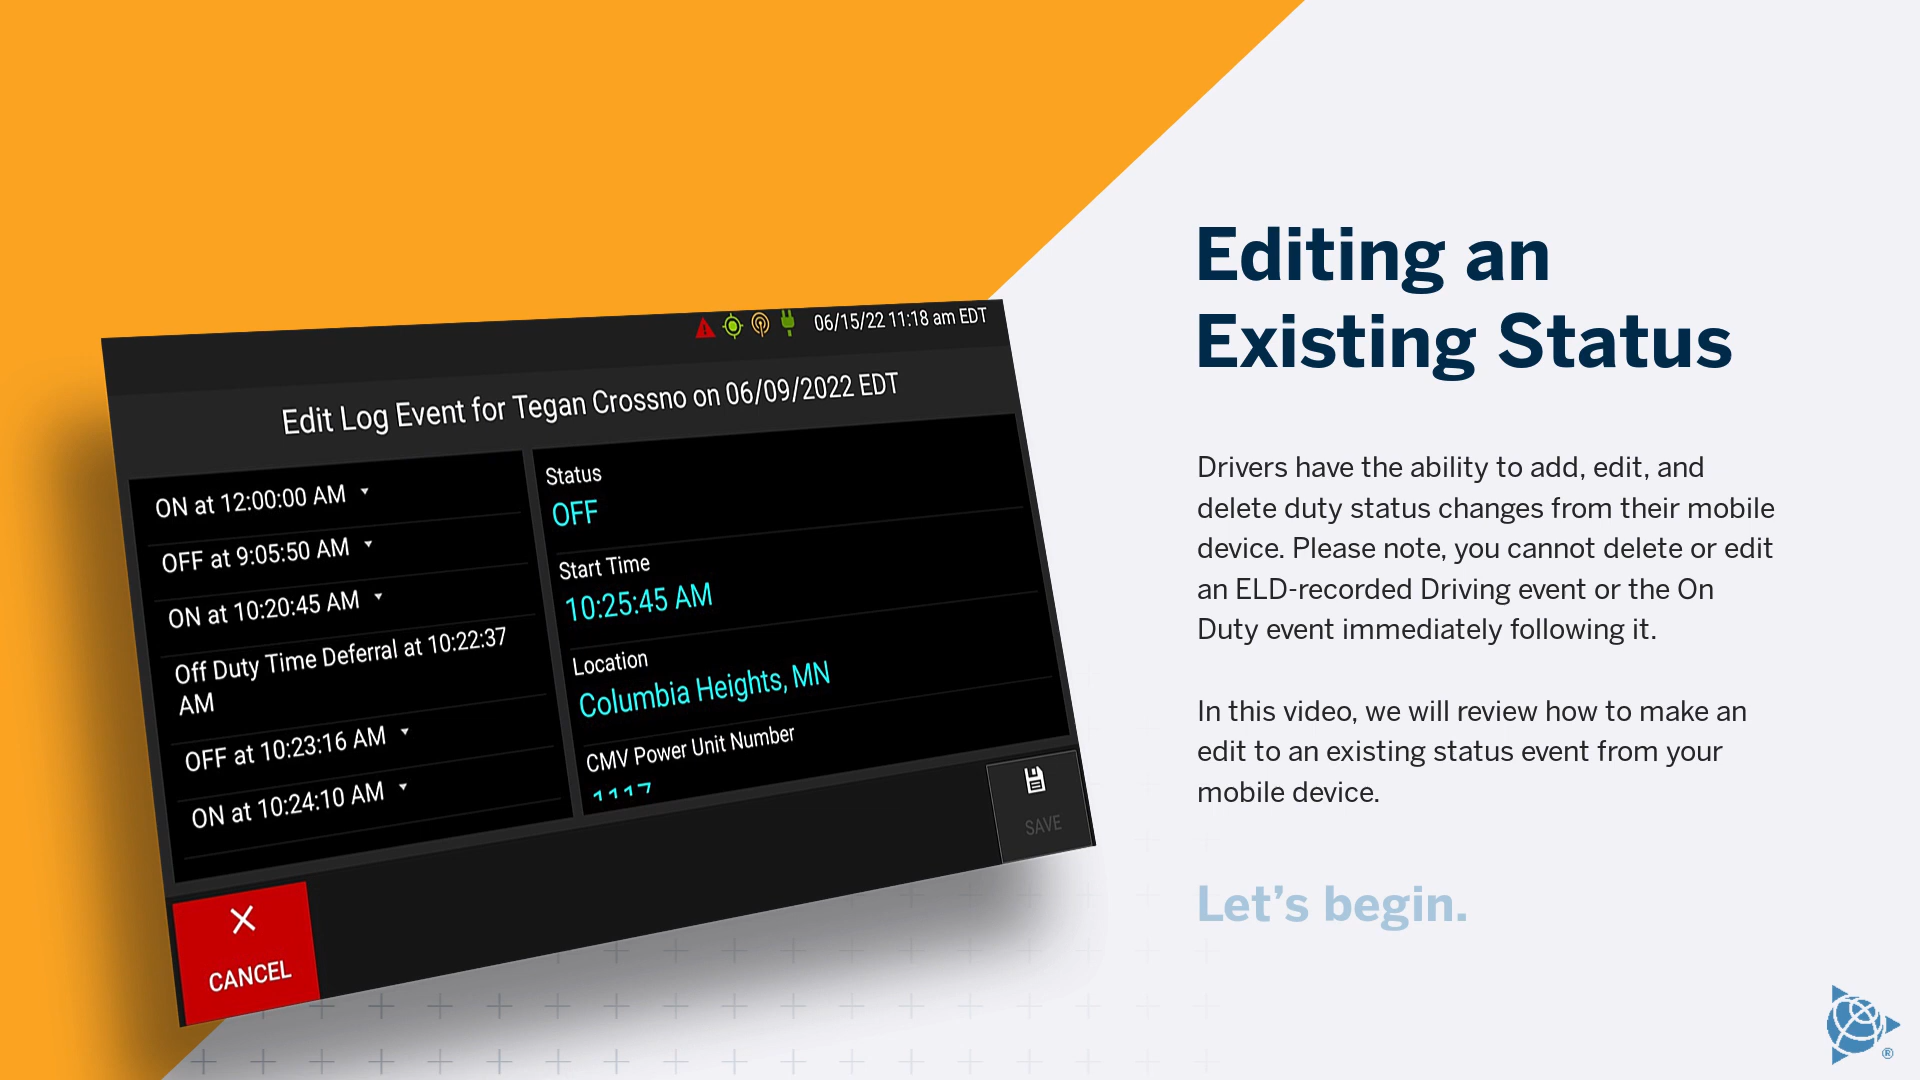 06/15/22 11:18 am EDT
Edit Log Event for Tegan Crossno on 06/09/2022 EDT
ON at 12:00:00 AM
OFF at 9:05:50 AM
ON at 10:20:45 AM
Off Duty Time Deferral at 10:22:37
AM
OFF at 10:23:16 AM
ON at 10:24:10 AM
Status
OFF
Start Time
10:25:45 AM
Location
Columbia Heights, MN
CMV Power Unit Number
1117
SAVE
CANCEL
Editing an
Existing Status
Drivers have the ability to add, edit, and
delete duty status changes from their mobile
device. Please note, you cannot delete or edit
an ELD-recorded Driving event or the On
Duty event immediately following it.
In this video, we will review how to make an
edit to an existing status event from your
mobile device.
Let’s begin.
®